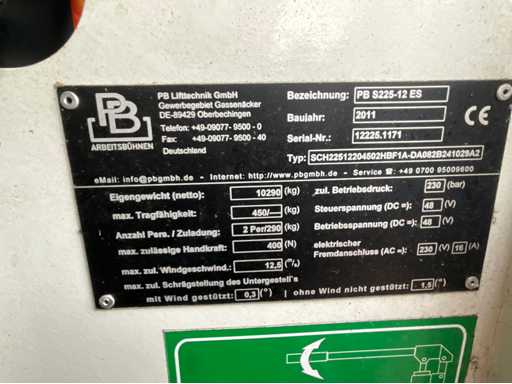 PB
ARBEITSBÜHNEN
PB Lifttechnik GmbH
Gewerbegebiet Gassenäcker
DE-89429 Oberbechingen
Telefon: +49-09077-9500 - 0
Fax: +49-09077-9500 - 40
Deutschland
Bezeichnung: PB S225-12 ES
Baujahr: 2011
Serial-Nr.: 12225.1171
CE
Typ: SCH22512204502HBF1A-DA082B241029A2
eMail: info@pbgmbh.de - Internet: http://www.pbgmbh.de - Service ☎: +49 0700 95009600
Eigengewicht (netto): 10290 (kg)
max. Tragfähigkeit: 450/— (kg)
Anzahl Pers. / Zuladung: 2 Per/290 (kg)
max. zulässige Handkraft: 400 (N)
max. zul. Windgeschwind.: 12,5 (m/s)
max. zul. Schrägstellung des Untergestell's
mit Wind gestützt: 0,3 (°) | ohne Wind nicht gestützt: 1,5 (°)
zul. Betriebsdruck: 230 (bar)
Steuerspannung (DC=): 48 (V)
Betriebsspannung (DC=): 48 (V)
elektrischer
Fremdanschluss (AC=): 230 (V) 16 (A)